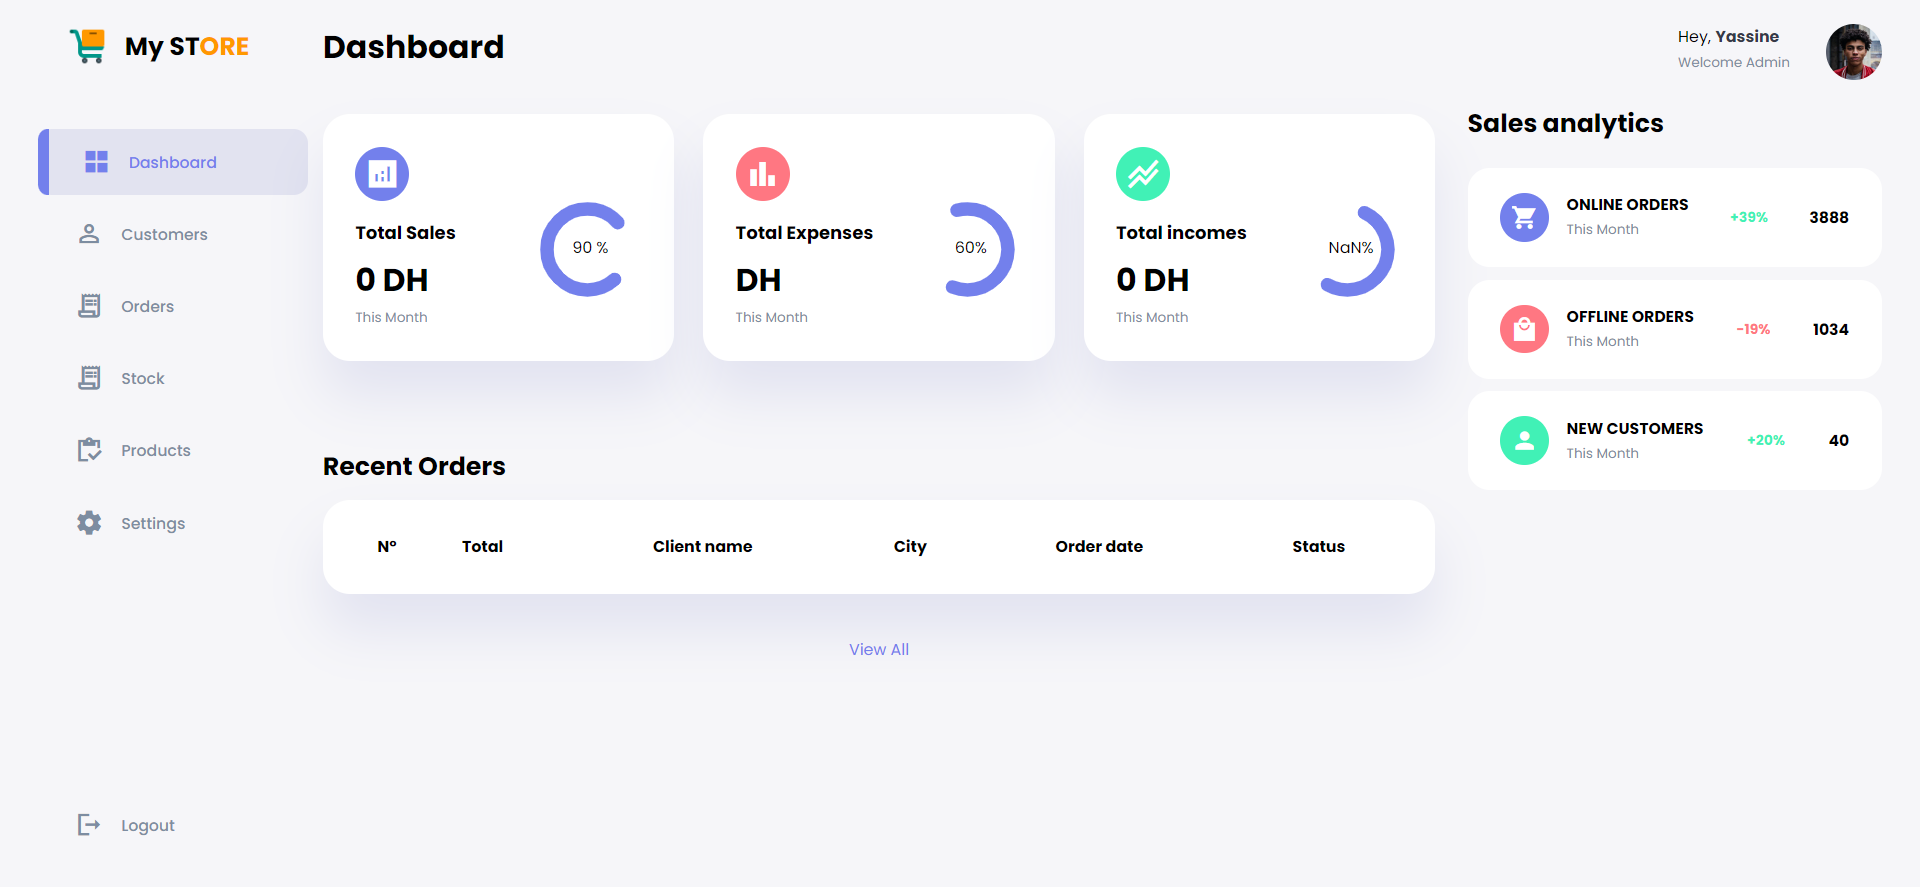 My STORE
Dashboard
Hey, Yassine
Welcome Admin
Dashboard
Customers
Orders
Stock
Products
Settings
Logout
Total Sales
0 DH
This Month
90 %
Total Expenses
DH
This Month
60%
Total incomes
0 DH
This Month
NaN%
Recent Orders
N° Total Client name City Order date Status
View All
Sales analytics
ONLINE ORDERS
This Month
+39% 3888
OFFLINE ORDERS
This Month
-19% 1034
NEW CUSTOMERS
This Month
+20% 40